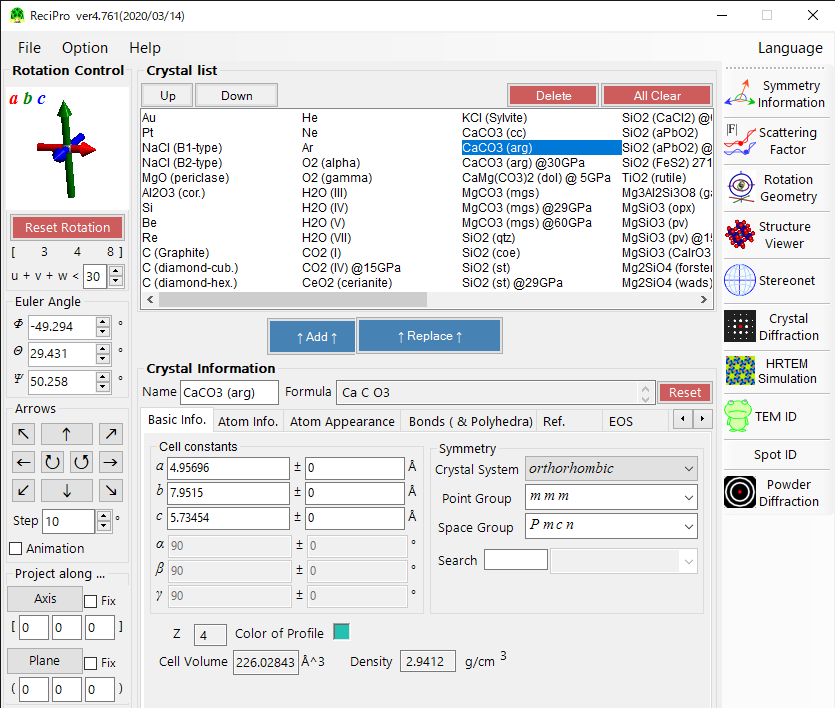 ReciPro ver4.761(2020/03/14)
File Option Help Language
Rotation Control
a b c
Reset Rotation
[ 3 4 8 ]
u + v + w < 30
Euler Angle
Φ -49.294 °
Θ 29.431 °
Ψ 50.258 °
Arrows
↖ ↑ ↗
← ↻ ↺ →
↙ ↓ ↘
Step 10 °
Animation
Project along ...
Axis Fix
[ 0 0 0 ]
Plane Fix
( 0 0 0 )
Crystal list
Up Down Delete All Clear
Au He KCl (Sylvite) SiO2 (CaCl2) @
Pt Ne CaCO3 (cc) SiO2 (aPbO2)
NaCl (B1-type) Ar CaCO3 (arg) SiO2 (aPbO2) @
NaCl (B2-type) O2 (alpha) CaCO3 (arg) @30GPa SiO2 (FeS2) 271
MgO (periclase) O2 (gamma) CaMg(CO3)2 (dol) @ 5GPa TiO2 (rutile)
Al2O3 (cor.) H2O (III) MgCO3 (mgs) Mg3Al2Si3O8 (ga
Si H2O (IV) MgCO3 (mgs) @29GPa MgSiO3 (opx)
Be H2O (V) MgCO3 (mgs) @60GPa MgSiO3 (pv)
Re H2O (VII) SiO2 (qtz) MgSiO3 (pv) @1
C (Graphite) CO2 (I) SiO2 (coe) MgSiO3 (CaIrO3
C (diamond-cub.) CO2 (IV) @15GPa SiO2 (st) Mg2SiO4 (forster
C (diamond-hex.) CeO2 (cerianite) SiO2 (st) @29GPa Mg2SiO4 (wads)
↑ Add ↑ ↑ Replace ↑
Crystal Information
Name CaCO3 (arg) Formula Ca C O3 Reset
Basic Info. Atom Info. Atom Appearance Bonds ( & Polyhedra) Ref. EOS
Cell constants
a 4.95696 ± 0 Å
b 7.9515 ± 0 Å
c 5.73454 ± 0 Å
α 90 ± 0 °
β 90 ± 0 °
γ 90 ± 0 °
Symmetry
Crystal System orthorhombic
Point Group m m m
Space Group P m c n
Search
Z 4 Color of Profile
Cell Volume 226.02843 Å^3 Density 2.9412 g/cm 3
Symmetry
Information
|F|
Scattering
Factor
Rotation
Geometry
Structure
Viewer
Stereonet
Crystal
Diffraction
HRTEM
Simulation
TEM ID
Spot ID
Powder
Diffraction